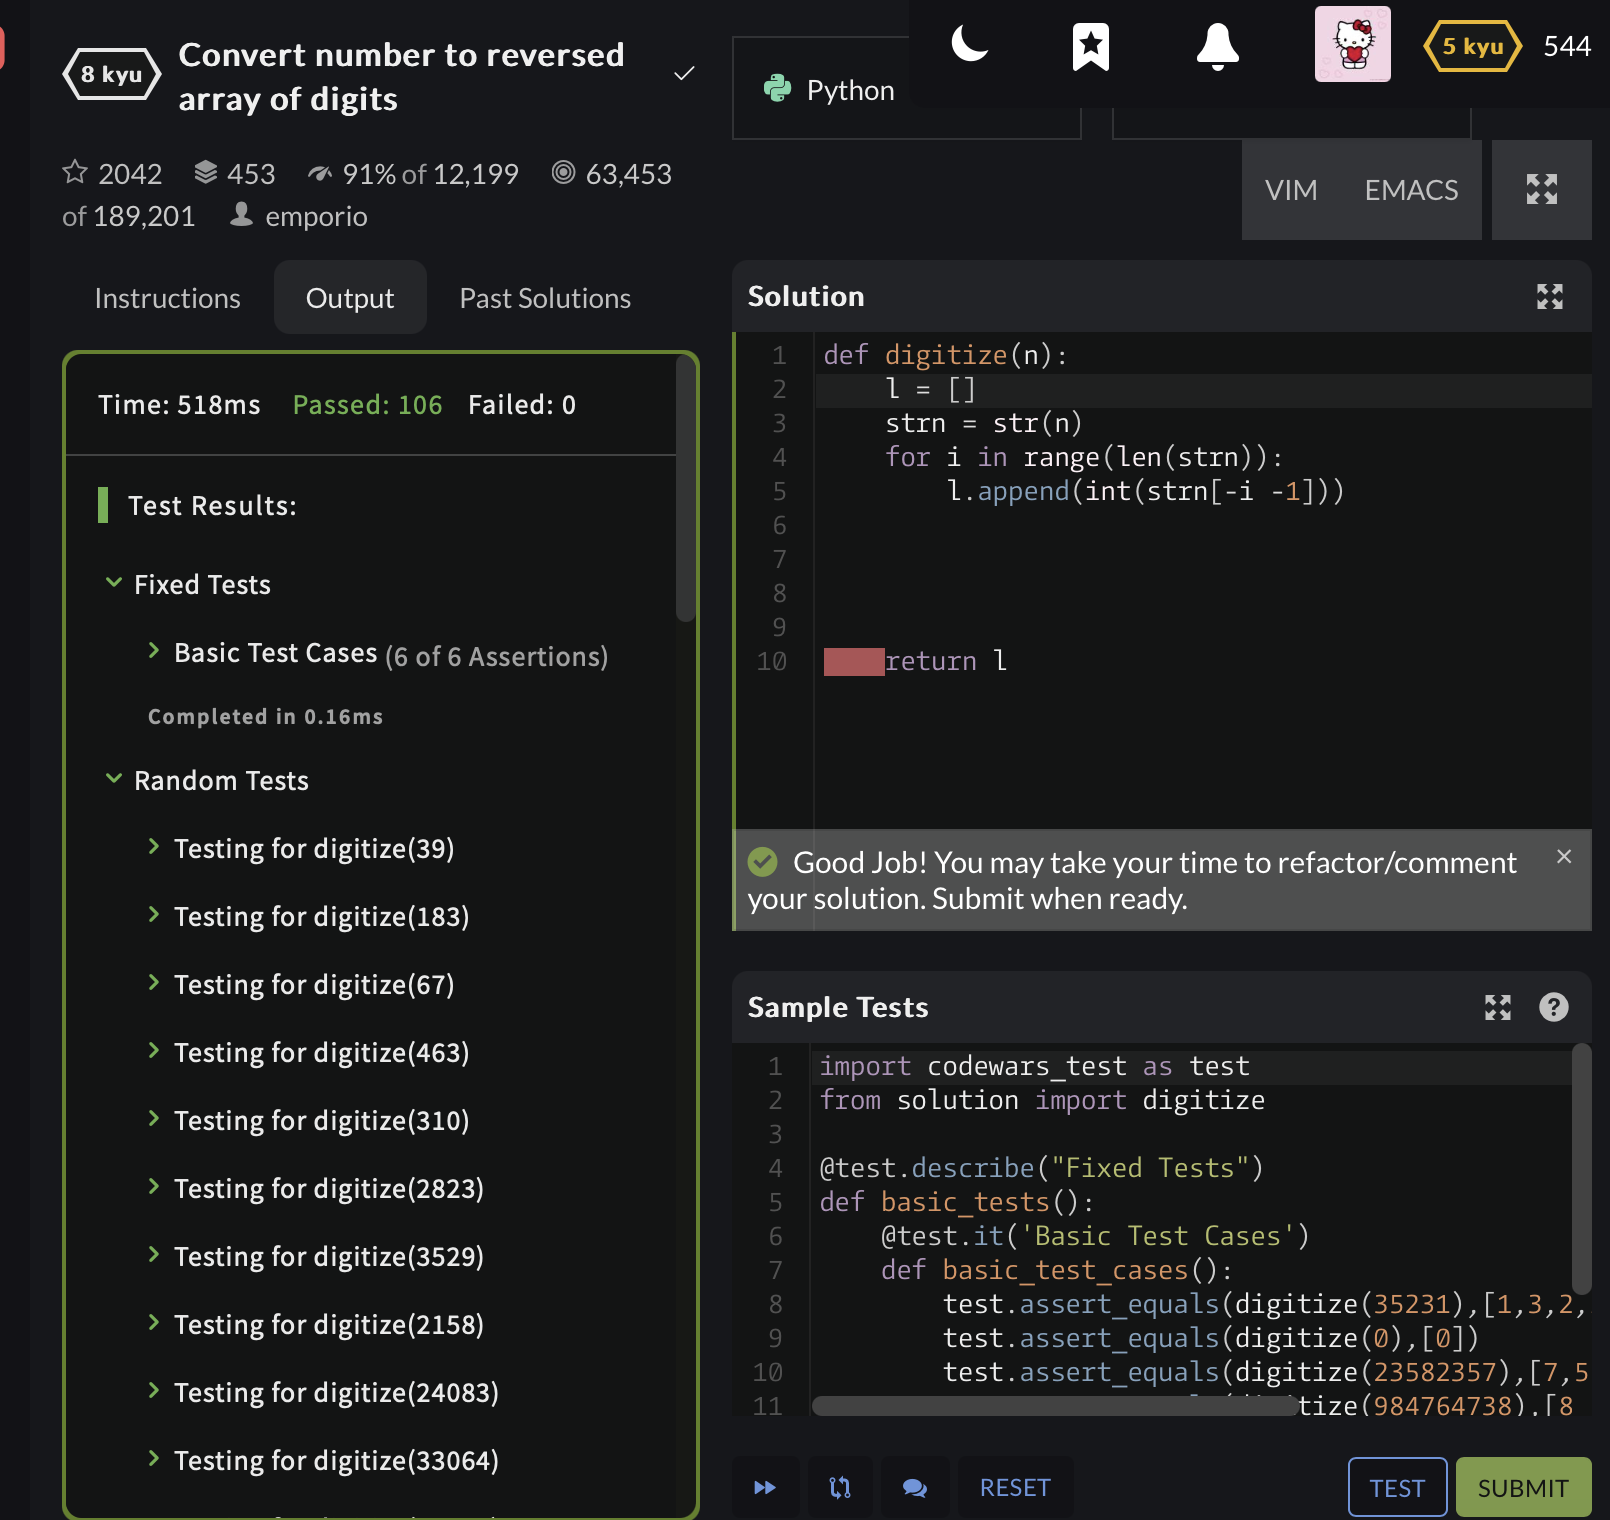 8 kyu
Convert number to reversed
array of digits
2042 453 91% of 12,199 63,453
of 189,201 emporio
Instructions Output Past Solutions
Time: 518ms Passed: 106 Failed: 0
Test Results:
Fixed Tests
Basic Test Cases (6 of 6 Assertions)
Completed in 0.16ms
Random Tests
Testing for digitize(39)
Testing for digitize(183)
Testing for digitize(67)
Testing for digitize(463)
Testing for digitize(310)
Testing for digitize(2823)
Testing for digitize(3529)
Testing for digitize(2158)
Testing for digitize(24083)
Testing for digitize(33064)
Python
5 kyu 544
VIM EMACS
Solution
1 def digitize(n):
2     l = []
3     strn = str(n)
4     for i in range(len(strn)):
5         l.append(int(strn[-i -1]))
6
7
8
9
10     return l
Good Job! You may take your time to refactor/comment
your solution. Submit when ready.
Sample Tests
1 import codewars_test as test
2 from solution import digitize
3
4 @test.describe("Fixed Tests")
5 def basic_tests():
6     @test.it('Basic Test Cases')
7     def basic_test_cases():
8         test.assert_equals(digitize(35231),[1,3,2,
9         test.assert_equals(digitize(0),[0])
10         test.assert_equals(digitize(23582357),[7,5
11 tize(984764738),[8
RESET TEST SUBMIT